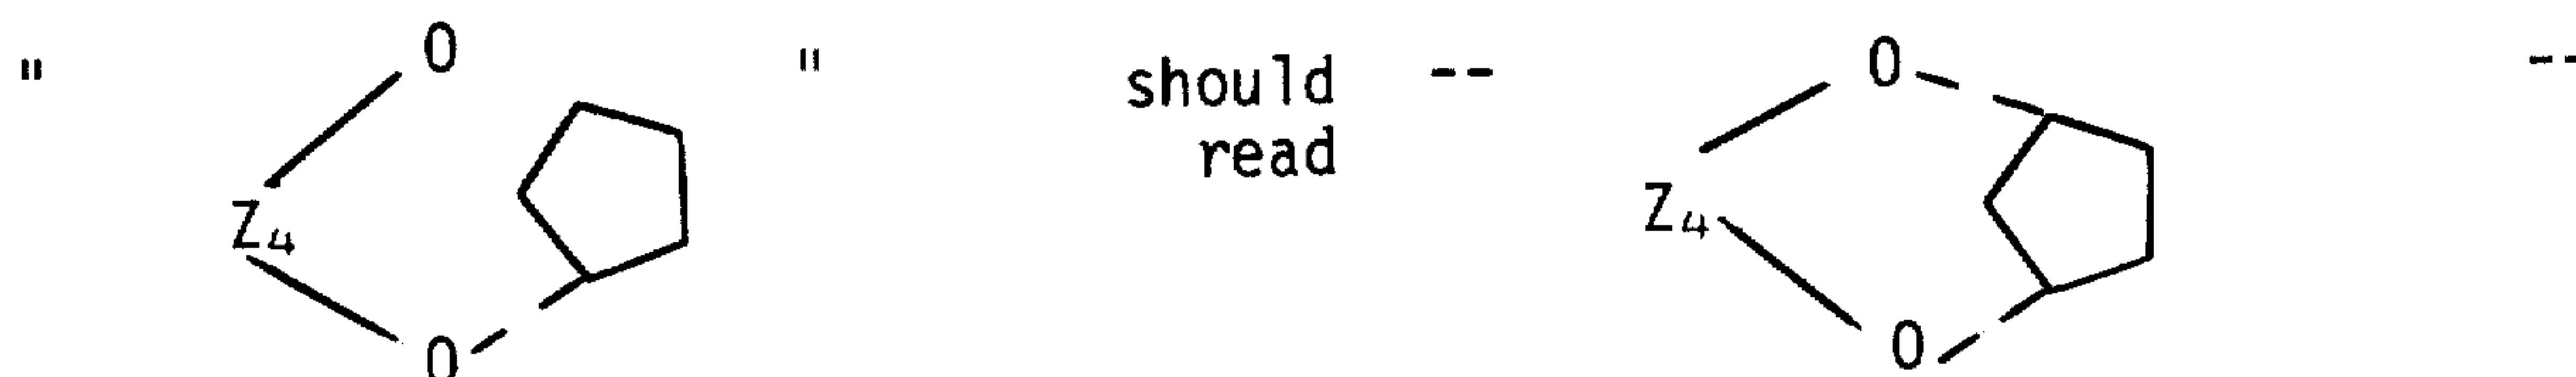 " O " should -- O --
read
Z4 Z4
O O